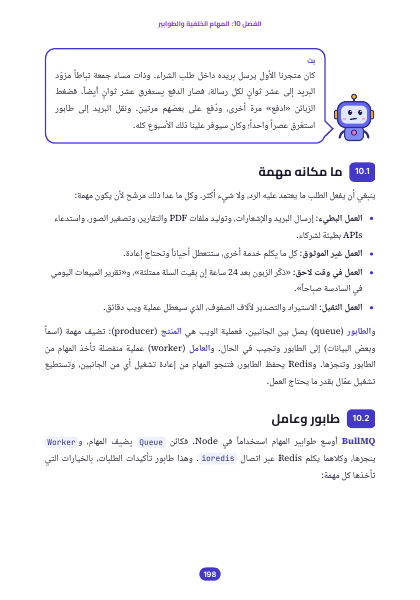 الفصل 10: المهام الخلفية والطوابير
بت
كان متجرنا الأول يرسل بريده داخل طلب الشراء. وذات مساء جمعة تباطأ مزوّد
البريد إلى عشر ثوانٍ لكل رسالة، فصار الدفع يستغرق عشر ثوانٍ أيضاً. فضغط
الزبائن «ادفع» مرة أخرى، ودُفع على بعضهم مرتين. ونقل البريد إلى طابور
استغرق عصراً واحداً؛ وكان سيوفر علينا ذلك الأسبوع كله.
10.1 ما مكانه مهمة
ينبغي أن يفعل الطلب ما يعتمد عليه الرد، ولا شيء أكثر. وكل ما عدا ذلك مرشّح لأن يكون مهمة:
• العمل البطيء: إرسال البريد والإشعارات، وتوليد ملفات PDF والتقارير، وتصغير الصور، واستدعاء
APIs بطيئة لشركاء.
• العمل غير الموثوق: كل ما يكلم خدمة أخرى، ستتعطل أحياناً وتحتاج إعادة.
• العمل في وقت لاحق: «ذكّر الزبون بعد 24 ساعة إن بقيت السلة ممتلئة»، و«تقرير المبيعات اليومي
في السادسة صباحاً».
• العمل الثقيل: الاستيراد والتصدير لآلاف الصفوف، الذي سيعطل عملية ويب دقائق.
والطابور (queue) يصل بين الجانبين. فعملية الويب هي المنتج (producer): تضيف مهمة (اسماً
وبعض البيانات) إلى الطابور وتجيب في الحال. والعامل (worker) عملية منفصلة تأخذ المهام من
الطابور وتنجزها. وRedis يحفظ الطابور، فتنجو المهام من إعادة تشغيل أي من الجانبين، وتستطيع
تشغيل عمّال بقدر ما يحتاج العمل.
10.2 طابور وعامل
BullMQ أوسع طوابير المهام استخداماً في Node. فكائن Queue يضيف المهام، و Worker
ينجزها، وكلاهما يكلم Redis عبر اتصال ioredis. وهذا طابور تأكيدات الطلبات، بالخيارات التي
تأخذها كل مهمة:
198